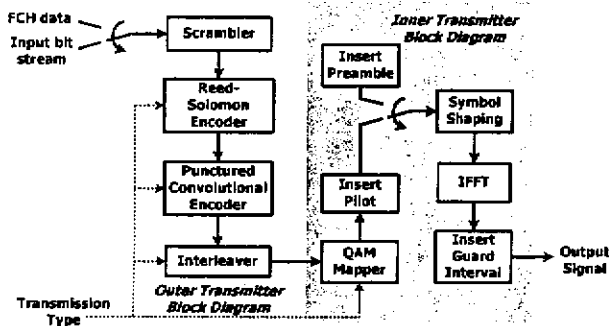 FCH data
Input bit
stream
Scrambler
Reed-
Solomon
Encoder
Punctured
Convolutional
Encoder
Interleaver
Outer Transmitter
Block Diagram
Transmission
Type
Inner Transmitter
Block Diagram
Insert
Preamble
Insert
Pilot
QAM
Mapper
Symbol
Shaping
IFFT
Insert
Guard
Interval
Output
Signal